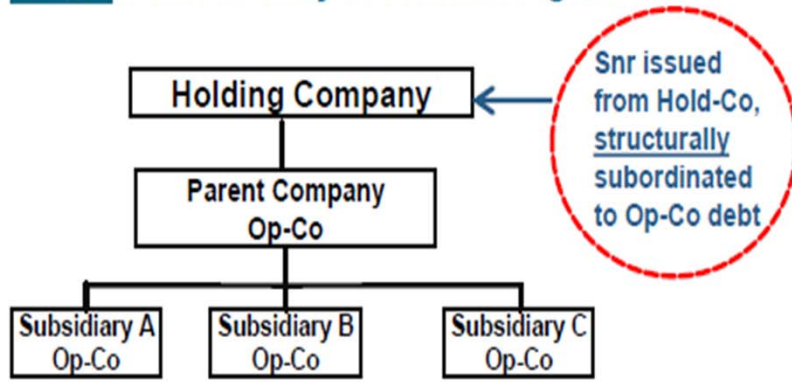 Holding Company
Snr issued
from Hold-Co,
structurally
subordinated
to Op-Co debt
Parent Company
Op-Co
Subsidiary A
Op-Co
Subsidiary B
Op-Co
Subsidiary C
Op-Co